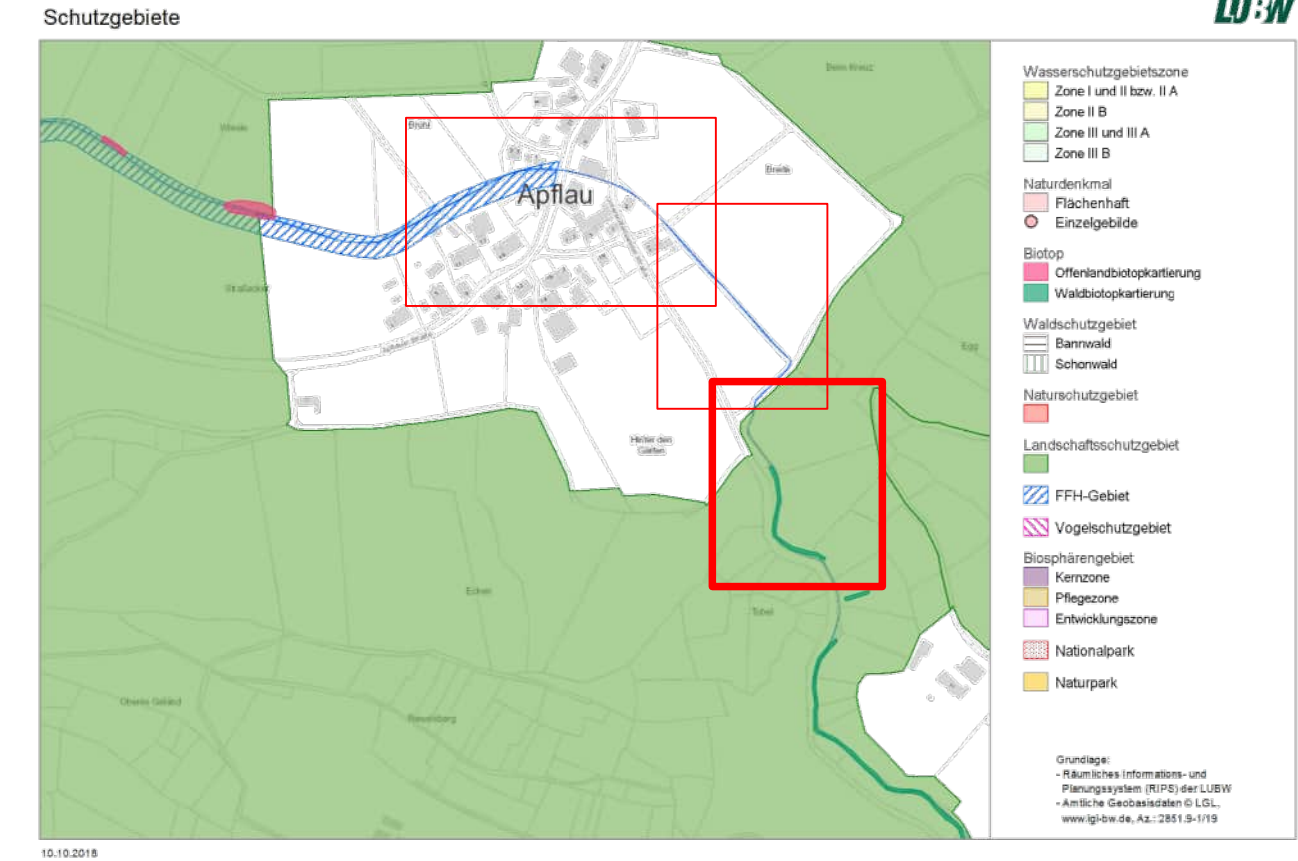 Schutzgebiete
LUBW
Beim Kreuz
Brühl
Wiesle
Breite
Apflau
Straßäcker
Egg
Hinter den
Gärten
Tobel
Wasserschutzgebietszone
Zone I und II bzw. II A
Zone II B
Zone III und III A
Zone III B
Naturdenkmal
Flächenhaft
Einzelgebilde
Biotop
Offenlandbiotopkartierung
Waldbiotopkartierung
Waldschutzgebiet
Bannwald
Schonwald
Naturschutzgebiet
Landschaftsschutzgebiet
FFH-Gebiet
Vogelschutzgebiet
Biosphärengebiet
Kernzone
Pflegezone
Entwicklungszone
Nationalpark
Naturpark
Grundlage:
- Räumliches Informations- und
Planungssystem (RIPS) der LUBW
- Amtliche Geobasisdaten © LGL,
www.lgl-bw.de, Az.: 2851.9-1/19
10.10.2018